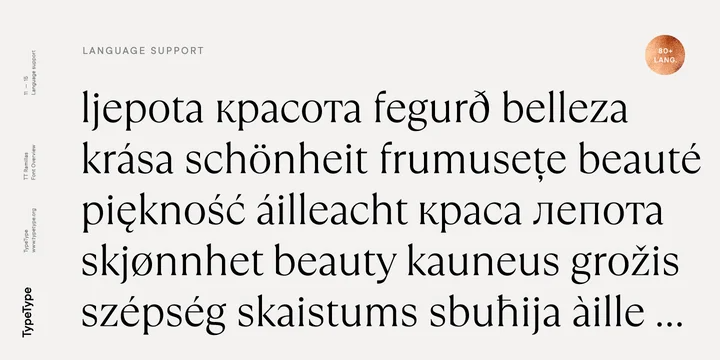 LANGUAGE SUPPORT
80+
LANG.
ljepota красота fegurð belleza
krása schönheit frumusețe beauté
piękność áilleacht краса лепота
skjønnhet beauty kauneus grožis
szépség skaistums sbuħija àille ...
11 — 15
Language support
TT Ramillas
Font Overview
TypeType
www.typetype.org
TypeType